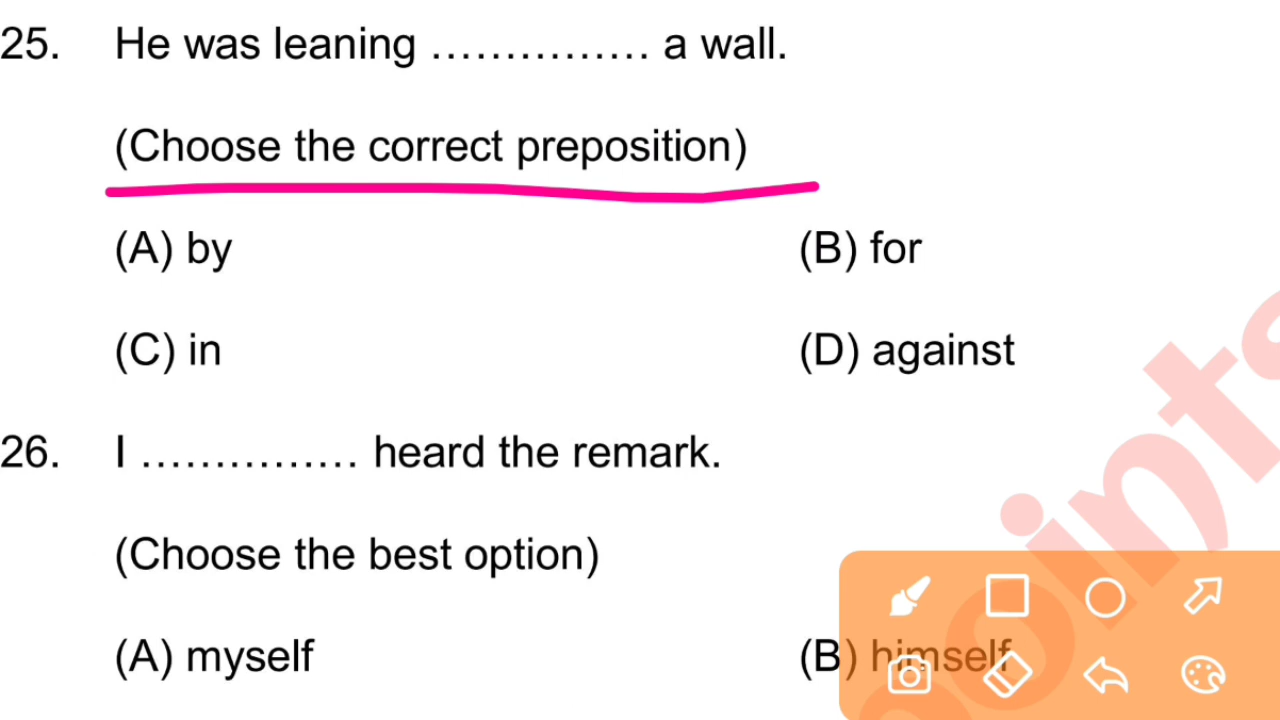 25. He was leaning ............... a wall.
(Choose the correct preposition)
(A) by (B) for
(C) in (D) against
26. I ............... heard the remark.
(Choose the best option)
(A) myself (B) himself
oints